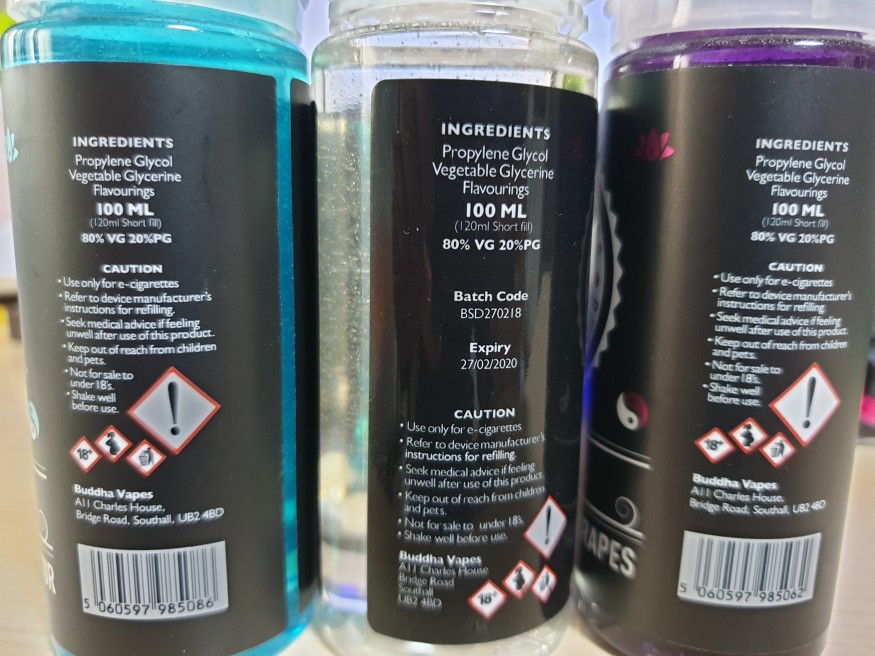 INGREDIENTS
Propylene Glycol
Vegetable Glycerine
Flavourings
100 ML
(120ml Short fill)
80% VG 20%PG
CAUTION
• Use only for e-cigarettes
• Refer to device manufacturer's
instructions for refilling.
• Seek medical advice if feeling
unwell after use of this product.
• Keep out of reach from children
and pets.
• Not for sale to
under 18's.
• Shake well
before use.
18+
Buddha Vapes
A11 Charles House,
Bridge Road, Southall, UB2 4BD
5 060597 985086
UR
INGREDIENTS
Propylene Glycol
Vegetable Glycerine
Flavourings
100 ML
(120ml Short fill)
80% VG 20%PG
Batch Code
BSD270218
Expiry
27/02/2020
CAUTION
• Use only for e-cigarettes
• Refer to device manufacturer's
instructions for refilling.
• Seek medical advice if feeling
unwell after use of this product.
• Keep out of reach from children
and pets.
• Not for sale to under 18's.
• Shake well before use.
Buddha Vapes
A11 Charles House
Bridge Road
Southall
UB2 4BD
18+
INGREDIENTS
Propylene Glycol
Vegetable Glycerine
Flavourings
100 ML
(120ml Short fill)
80% VG 20%PG
CAUTION
• Use only for e-cigarettes
• Refer to device manufacturer's
instructions for refilling.
• Seek medical advice if feeling
unwell after use of this product.
• Keep out of reach from children
and pets.
• Not for sale to
under 18's.
• Shake well
before use.
18+
Buddha Vapes
A11 Charles House,
Bridge Road, Southall, UB2 4BD
5 060597 985062
RAPES